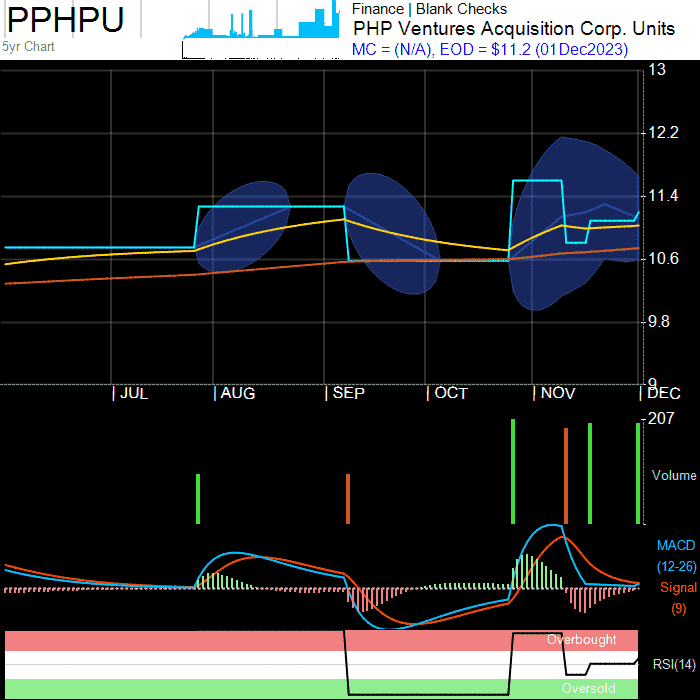 PPHPU
5yr Chart
Finance | Blank Checks
PHP Ventures Acquisition Corp. Units
MC = (N/A), EOD = $11.2 (01Dec2023)
13
12.2
11.4
10.6
9.8
9
JUL
AUG
SEP
OCT
NOV
DEC
207
Volume
MACD
(12-26)
Signal
(9)
Overbought
RSI(14)
Oversold